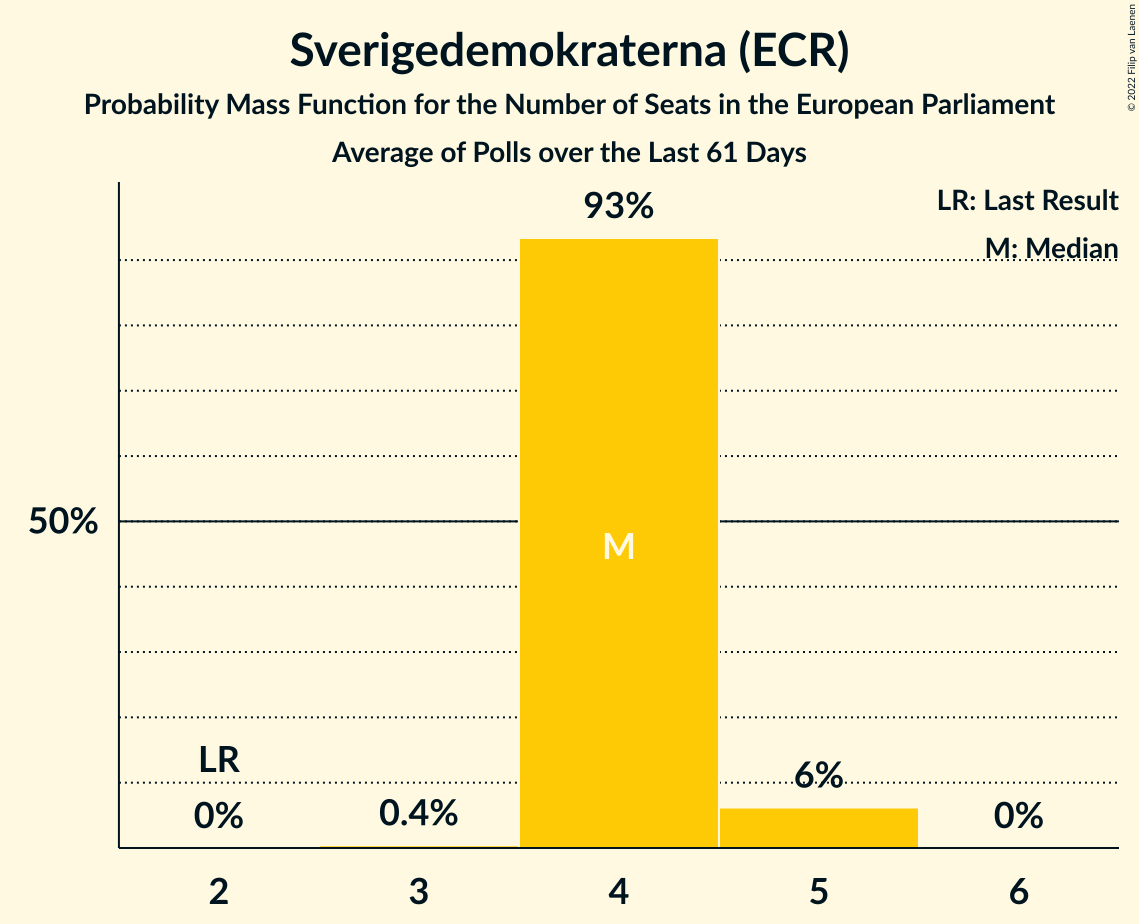 Sverigedemokraterna (ECR)
Probability Mass Function for the Number of Seats in the European Parliament
Average of Polls over the Last 61 Days
© 2022 Filip van Laenen
LR: Last Result
M: Median
93%
50%
M
LR
0%
0.4%
6%
0%
2 3 4 5 6